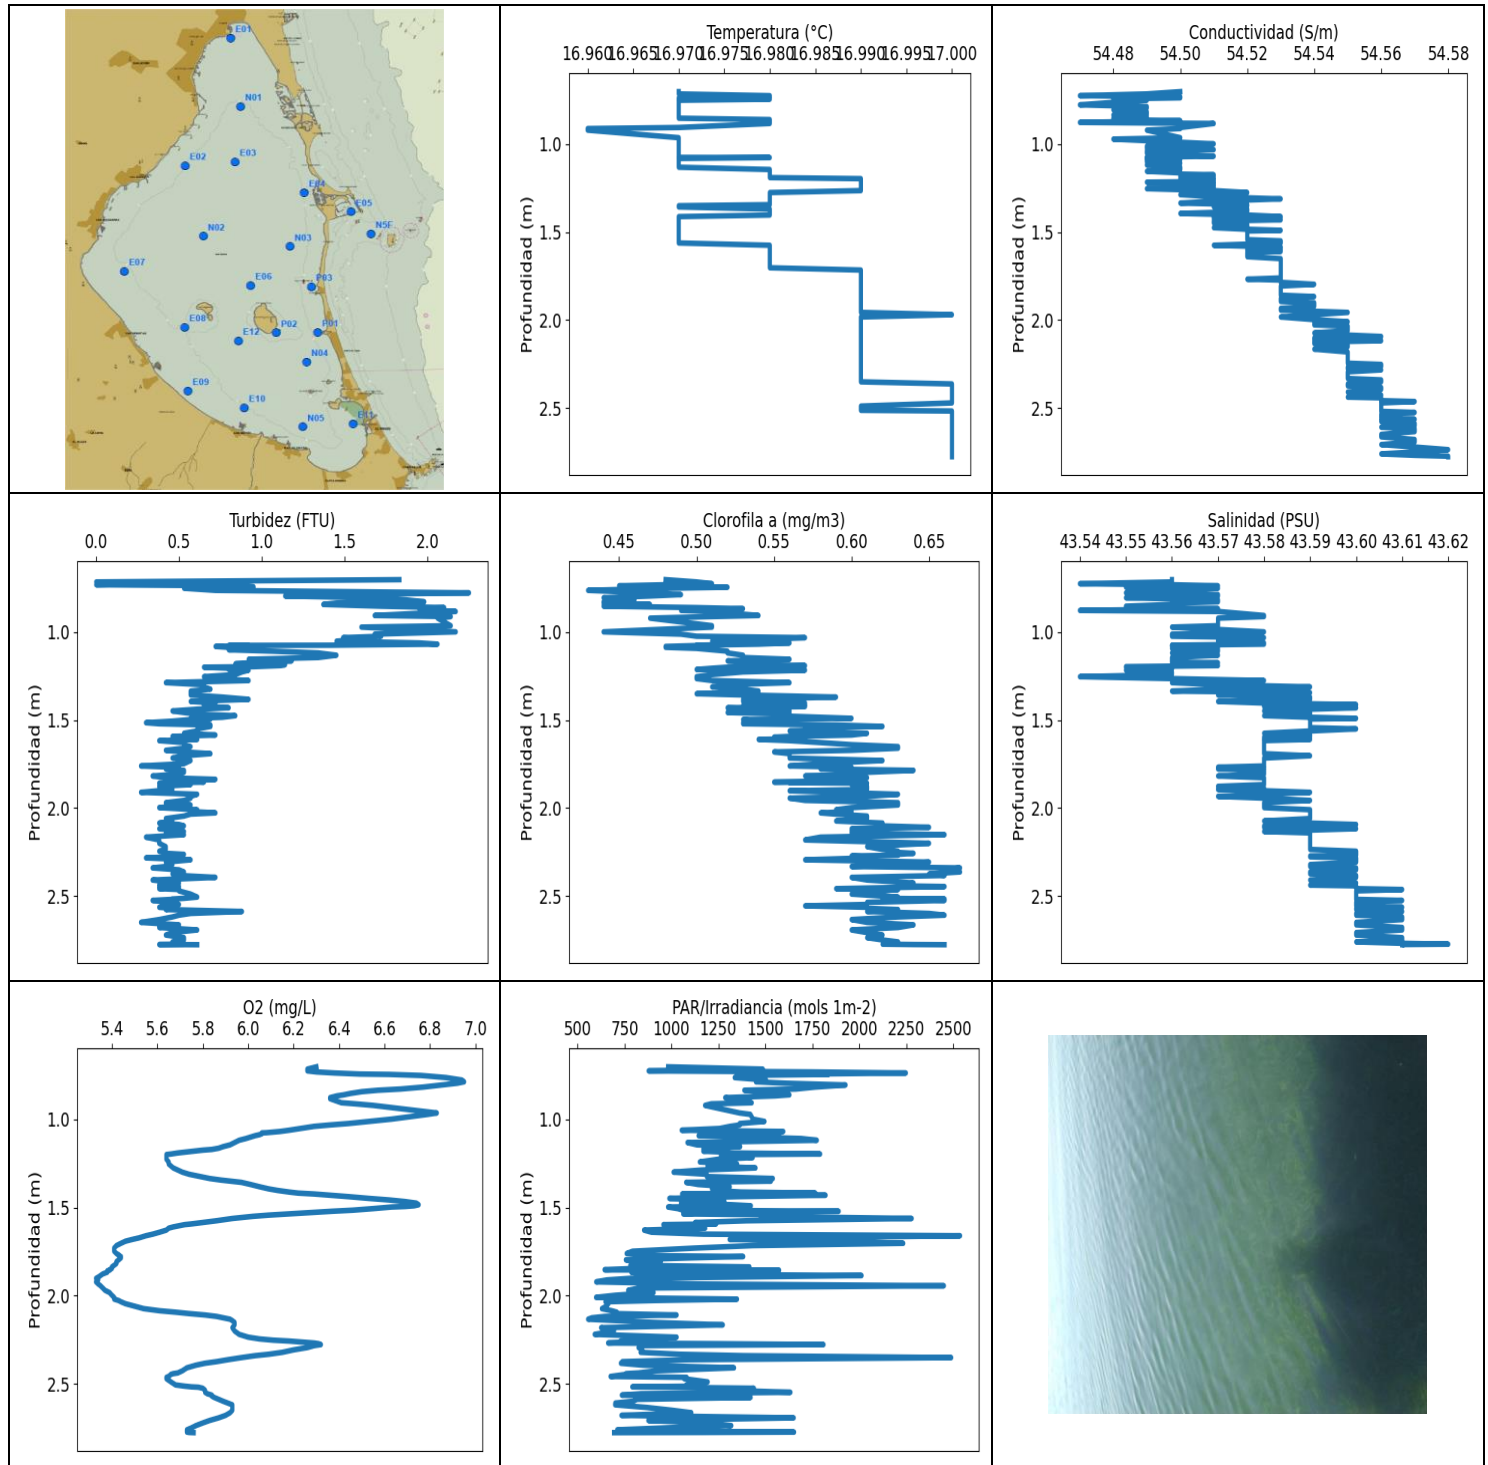 E01
N01
E02
E03
E04
E05
N5E
N02
N03
E07
E06
P03
E08
E12
P02
P01
N04
E09
E10
N05
E11
Temperatura (°C)
16.960 16.965 16.970 16.975 16.980 16.985 16.990 16.995 17.000
Profundidad (m)
1.0
1.5
2.0
2.5
Conductividad (S/m)
54.48 54.50 54.52 54.54 54.56 54.58
Profundidad (m)
1.0
1.5
2.0
2.5
Turbidez (FTU)
0.0 0.5 1.0 1.5 2.0
Profundidad (m)
1.0
1.5
2.0
2.5
Clorofila a (mg/m3)
0.45 0.50 0.55 0.60 0.65
Profundidad (m)
1.0
1.5
2.0
2.5
Salinidad (PSU)
43.54 43.55 43.56 43.57 43.58 43.59 43.60 43.61 43.62
Profundidad (m)
1.0
1.5
2.0
2.5
O2 (mg/L)
5.4 5.6 5.8 6.0 6.2 6.4 6.6 6.8 7.0
Profundidad (m)
1.0
1.5
2.0
2.5
PAR/Irradiancia (mols 1m-2)
500 750 1000 1250 1500 1750 2000 2250 2500
Profundidad (m)
1.0
1.5
2.0
2.5